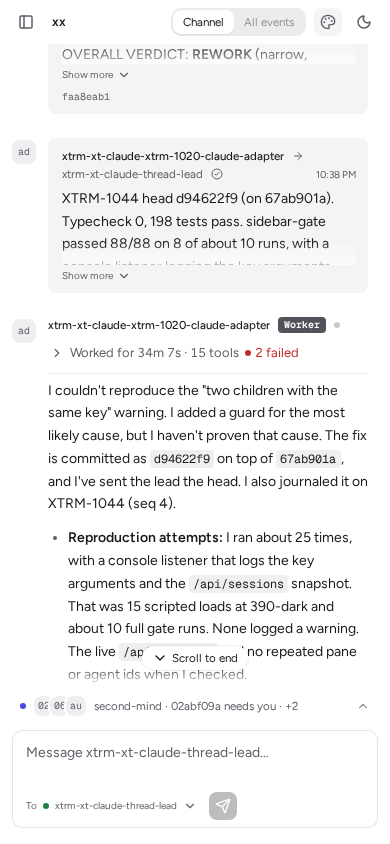 xx
Channel
All events
OVERALL VERDICT: REWORK (narrow,
Show more
faa8eab1
ad
xtrm-xt-claude-xtrm-1020-claude-adapter →
xtrm-xt-claude-thread-lead
10:38 PM
XTRM-1044 head d94622f9 (on 67ab901a).
Typecheck 0, 198 tests pass. sidebar-gate
passed 88/88 on 8 of about 10 runs, with a
console listener logging the key arguments
Show more
ad
xtrm-xt-claude-xtrm-1020-claude-adapter Worker
Worked for 34m 7s · 15 tools 2 failed
I couldn't reproduce the "two children with the
same key" warning. I added a guard for the most
likely cause, but I haven't proven that cause. The fix
is committed as d94622f9 on top of 67ab901a,
and I've sent the lead the head. I also journaled it on
XTRM-1044 (seq 4).
• Reproduction attempts: I ran about 25 times,
with a console listener that logs the key
arguments and the /api/sessions snapshot.
That was 15 scripted loads at 390-dark and
about 10 full gate runs. None logged a warning.
The live no repeated pane
Scroll to end
or agent ids when I checked.
02 06 au second-mind · 02abf09a needs you · +2
Message xtrm-xt-claude-thread-lead...
To xtrm-xt-claude-thread-lead